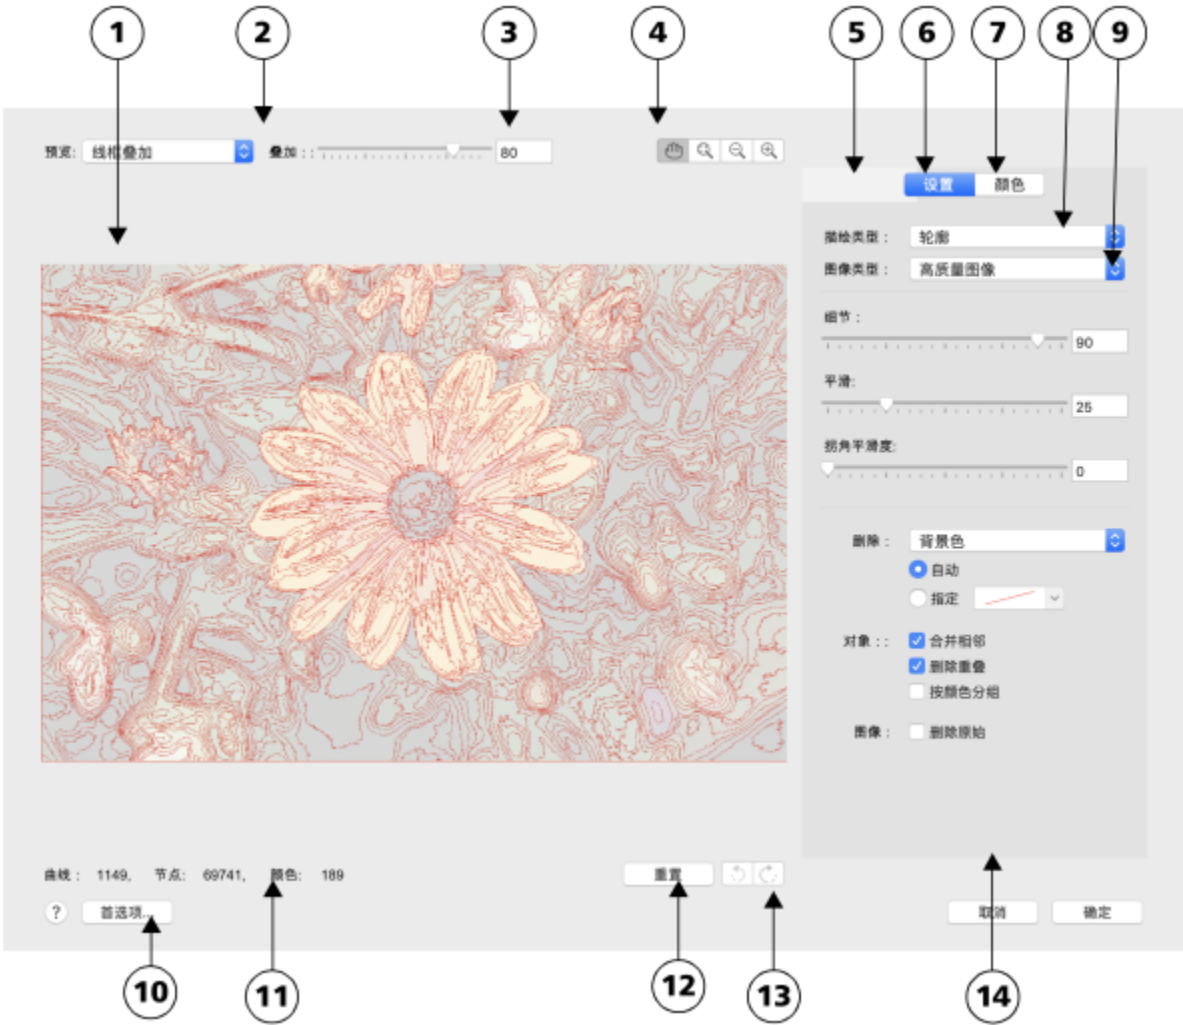 1 2 3 4 5 6 7 8 9
预览: 线框叠加 叠加:: 80
设置 颜色
描绘类型: 轮廓
图像类型: 高质量图像
细节:
90
平滑:
25
拐角平滑度:
0
删除: 背景色
自动
指定
对象:: 合并相邻
删除重叠
按颜色分组
图像: 删除原始
曲线: 1149, 节点: 69741, 颜色: 189 重置
? 首选项... 取消 确定
10 11 12 13 14